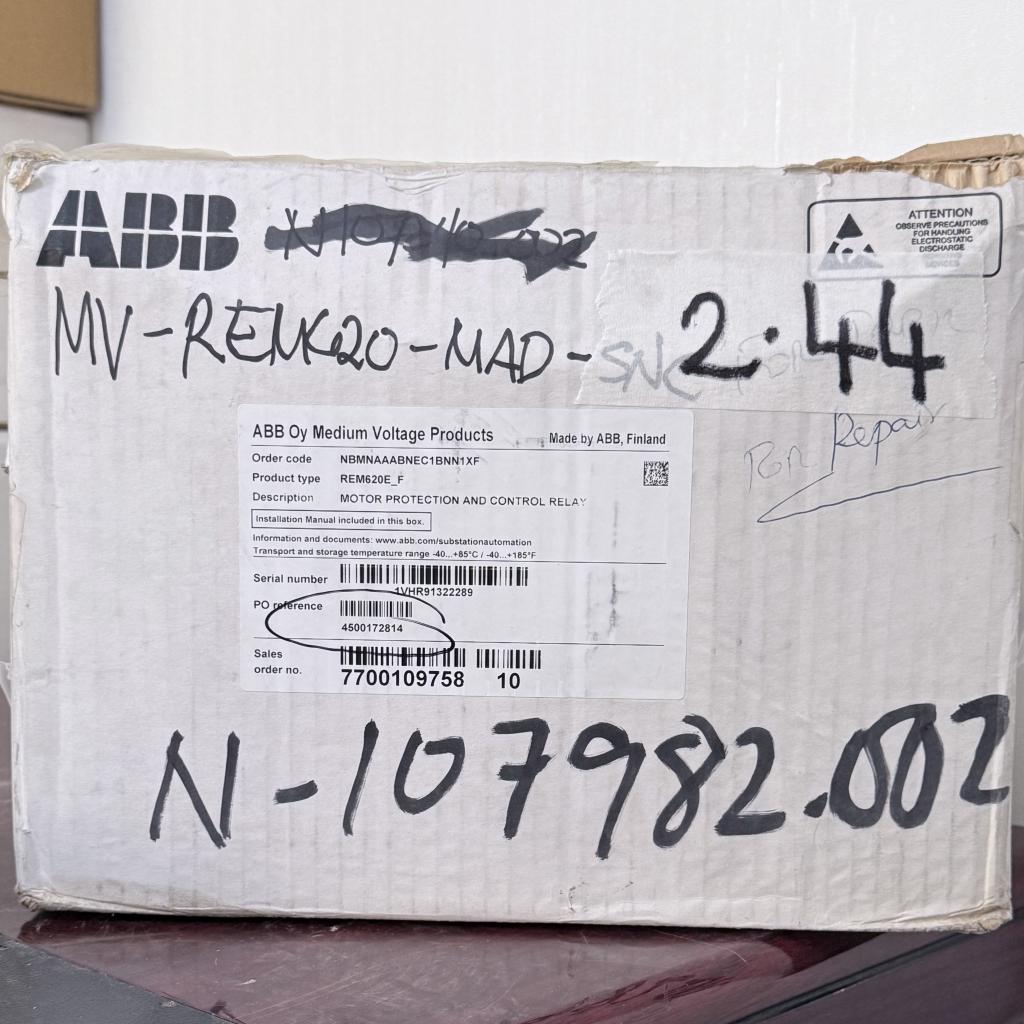 ABB
ATTENTION
OBSERVE PRECAUTIONS
FOR HANDLING
ELECTROSTATIC
DISCHARGE
MV-REMK20-MAD-SNC
2.44
For Repair
ABB Oy Medium Voltage Products
Made by ABB, Finland
Order code NBMNAAABNEC1BNN1XF
Product type REM620E_F
Description MOTOR PROTECTION AND CONTROL RELAY
Installation Manual included in this box.
Information and documents: www.abb.com/substationautomation
Transport and storage temperature range -40...+85°C / -40...+185°F
Serial number
1VHR91322289
PO reference
4500172814
Sales
order no.
7700109758 10
N-107982.002